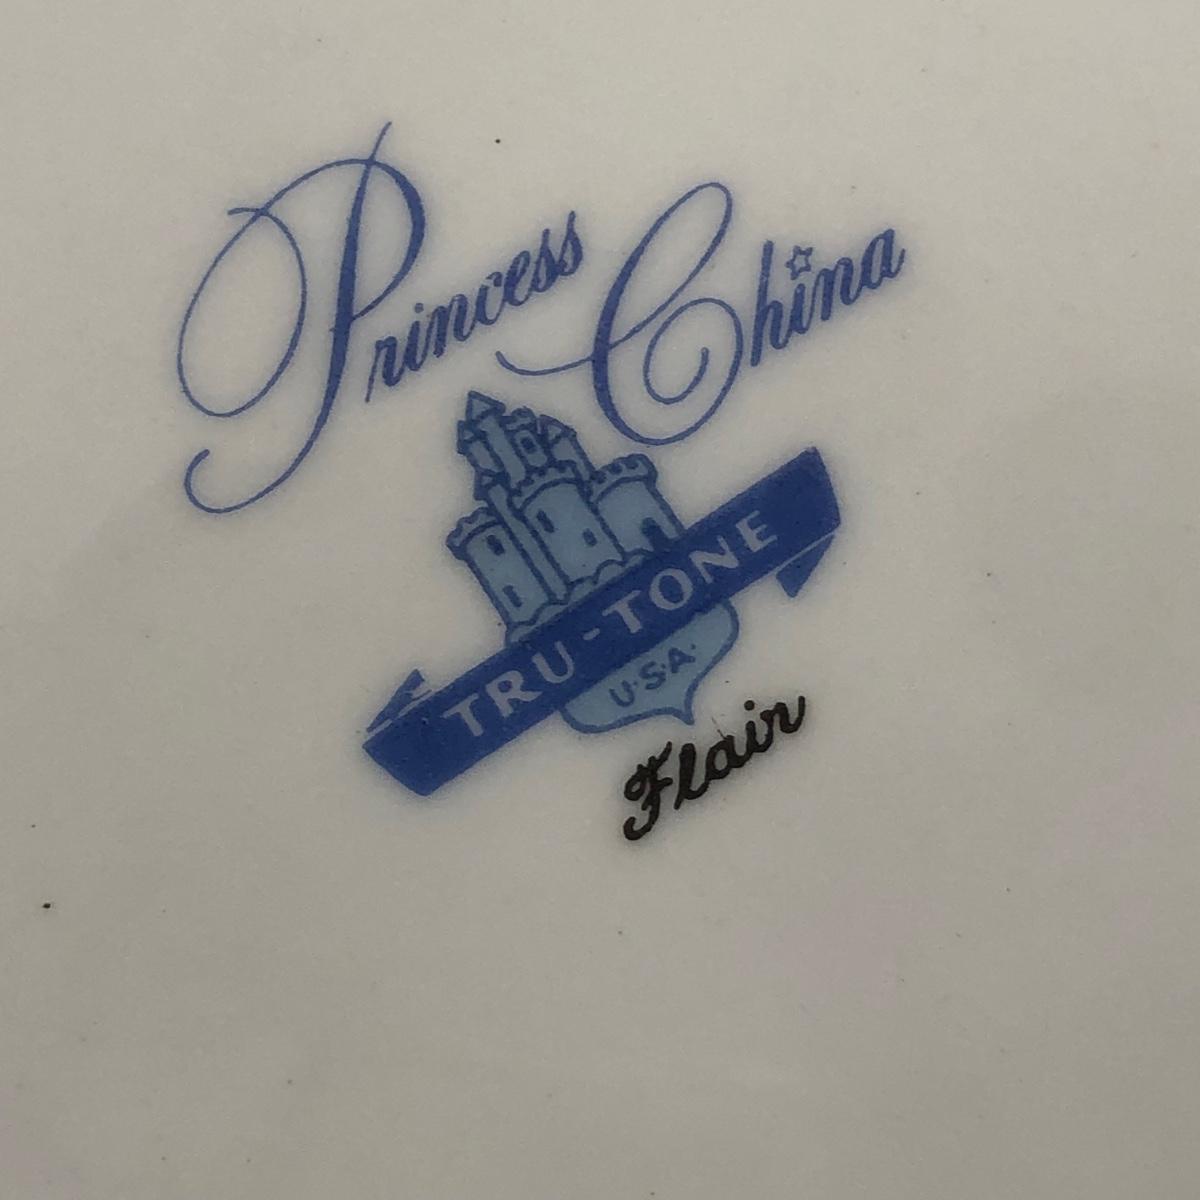 Princess China
TRU-TONE
U.S.A.
Flair